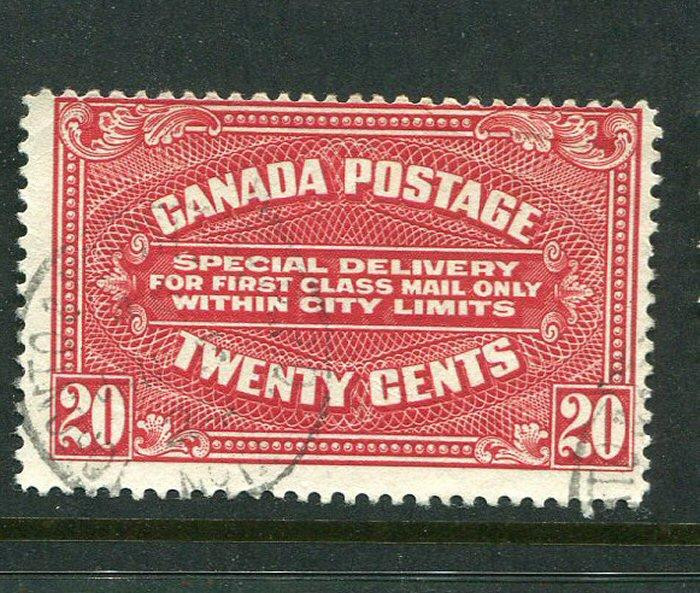 CANADA POSTAGE
SPECIAL DELIVERY
FOR FIRST CLASS MAIL ONLY
WITHIN CITY LIMITS
TWENTY CENTS
20 20